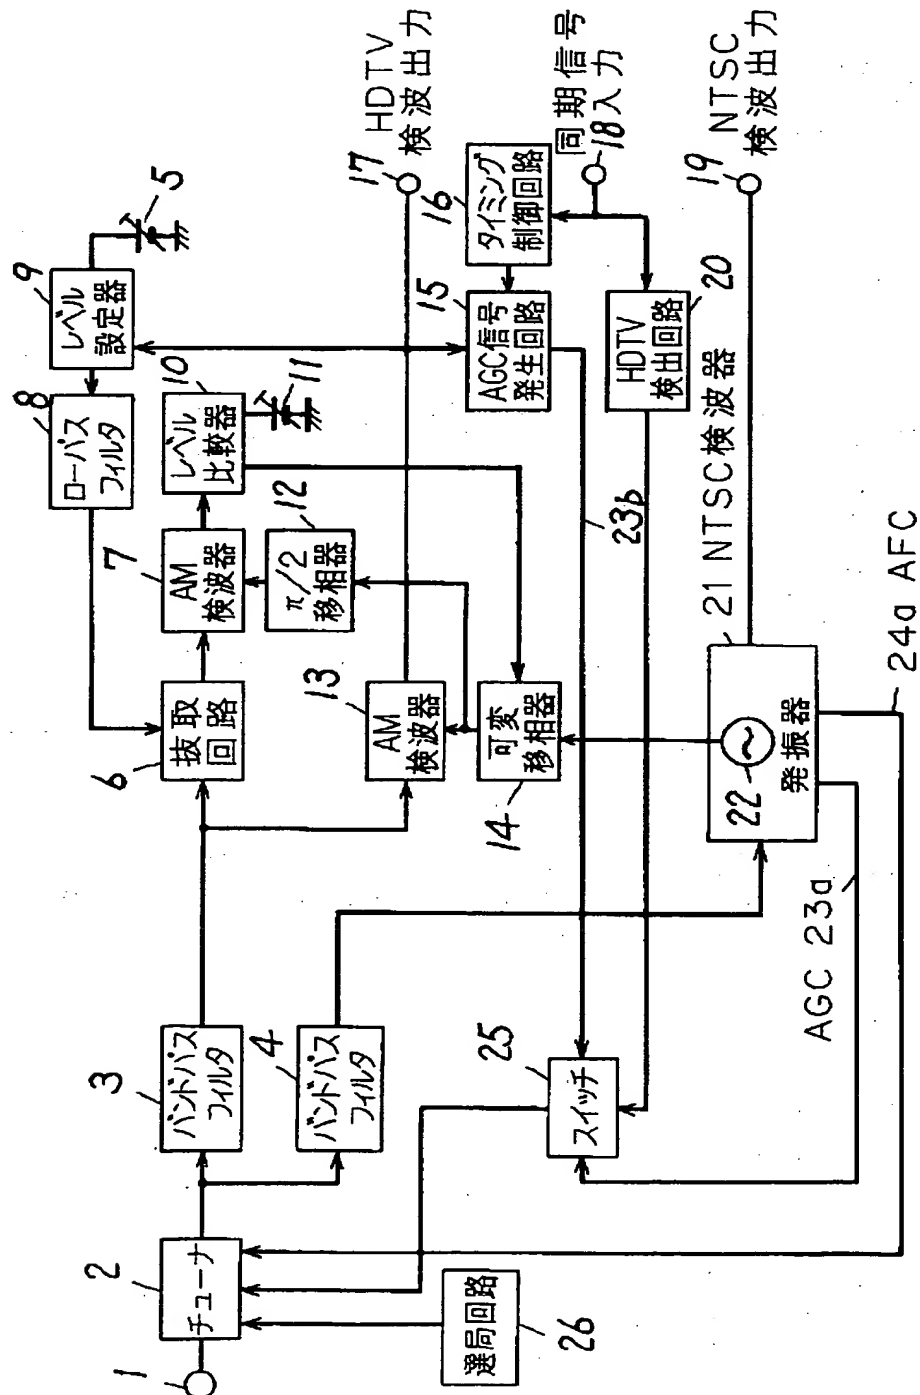 1
2
チューナ
3
バンドパス
フィルタ
4
バンドパス
フィルタ
5
6
抜取
回路
7
AM
検波器
8
ローパス
フィルタ
9
レベル
設定器
10
レベル
比較器
11
12
π/2
移相器
13
AM
検波器
14
可変
移相器
15
AGC信号
発生回路
16
タイミング
制御回路
17
HDTV
検波出力
同期信号
18入力
19
NTSC
検波出力
20
HDTV
検出回路
21 NTSC検波器
22
発振器
23b
AGC 23a
24a AFC
25
スイッチ
26
選局回路